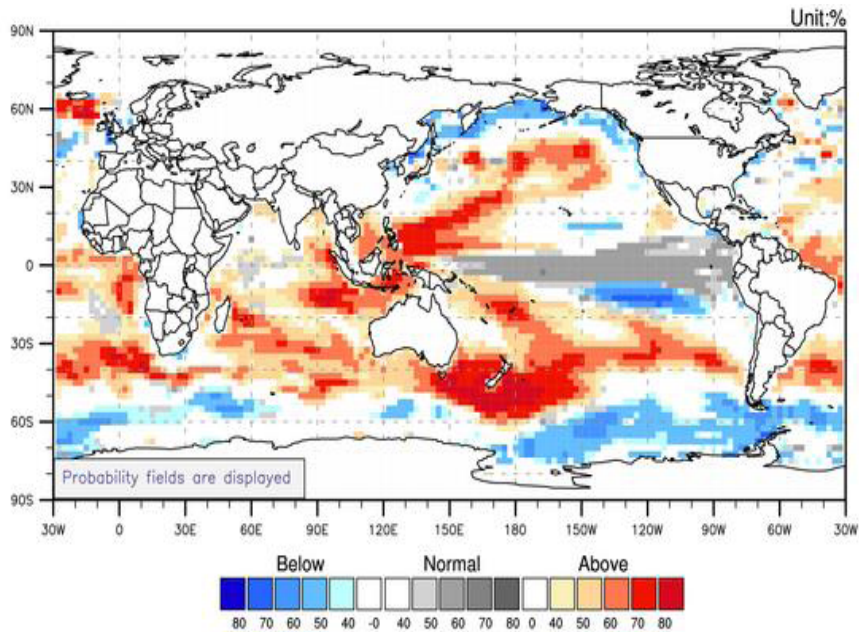 Unit:%
90N
60N
30N
0
30S
60S
90S
Probability fields are displayed
30W 0 30E 60E 90E 120E 150E 180 150W 120W 90W 60W 30W
Below Normal Above
80 70 60 50 40 -0 40 50 60 70 80 0 40 50 60 70 80